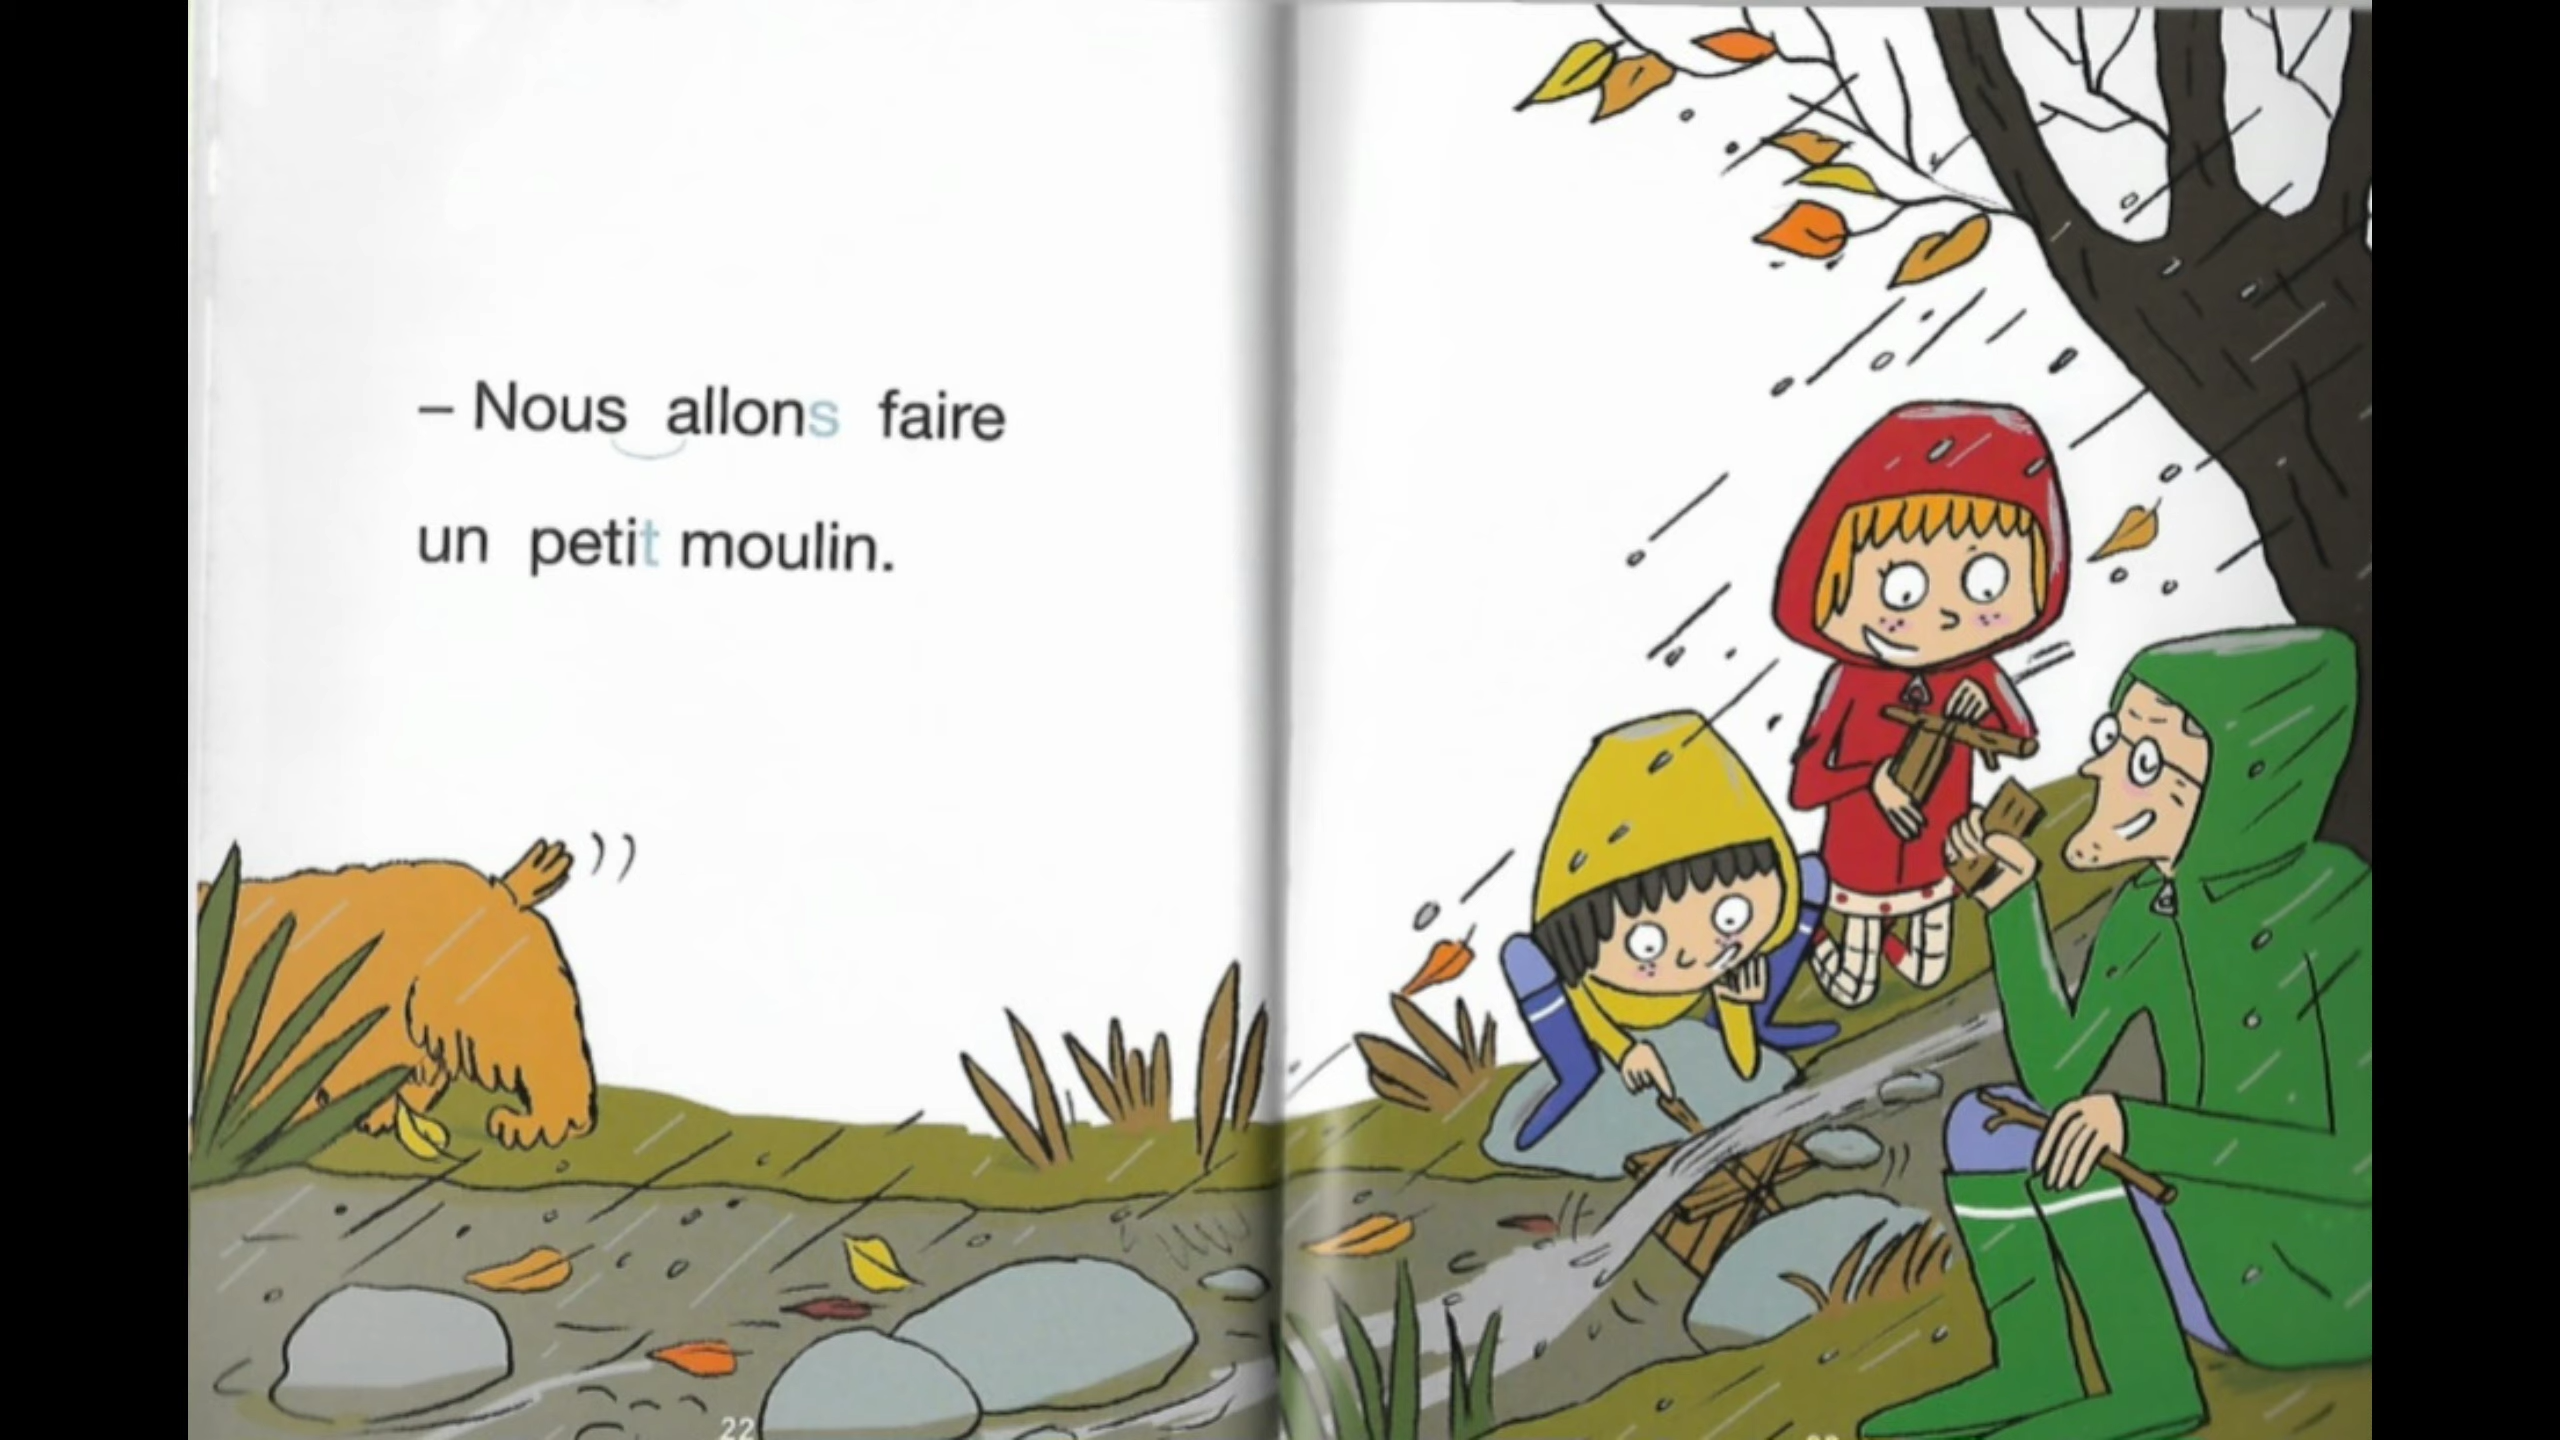 – Nous allons faire
un petit moulin.
22